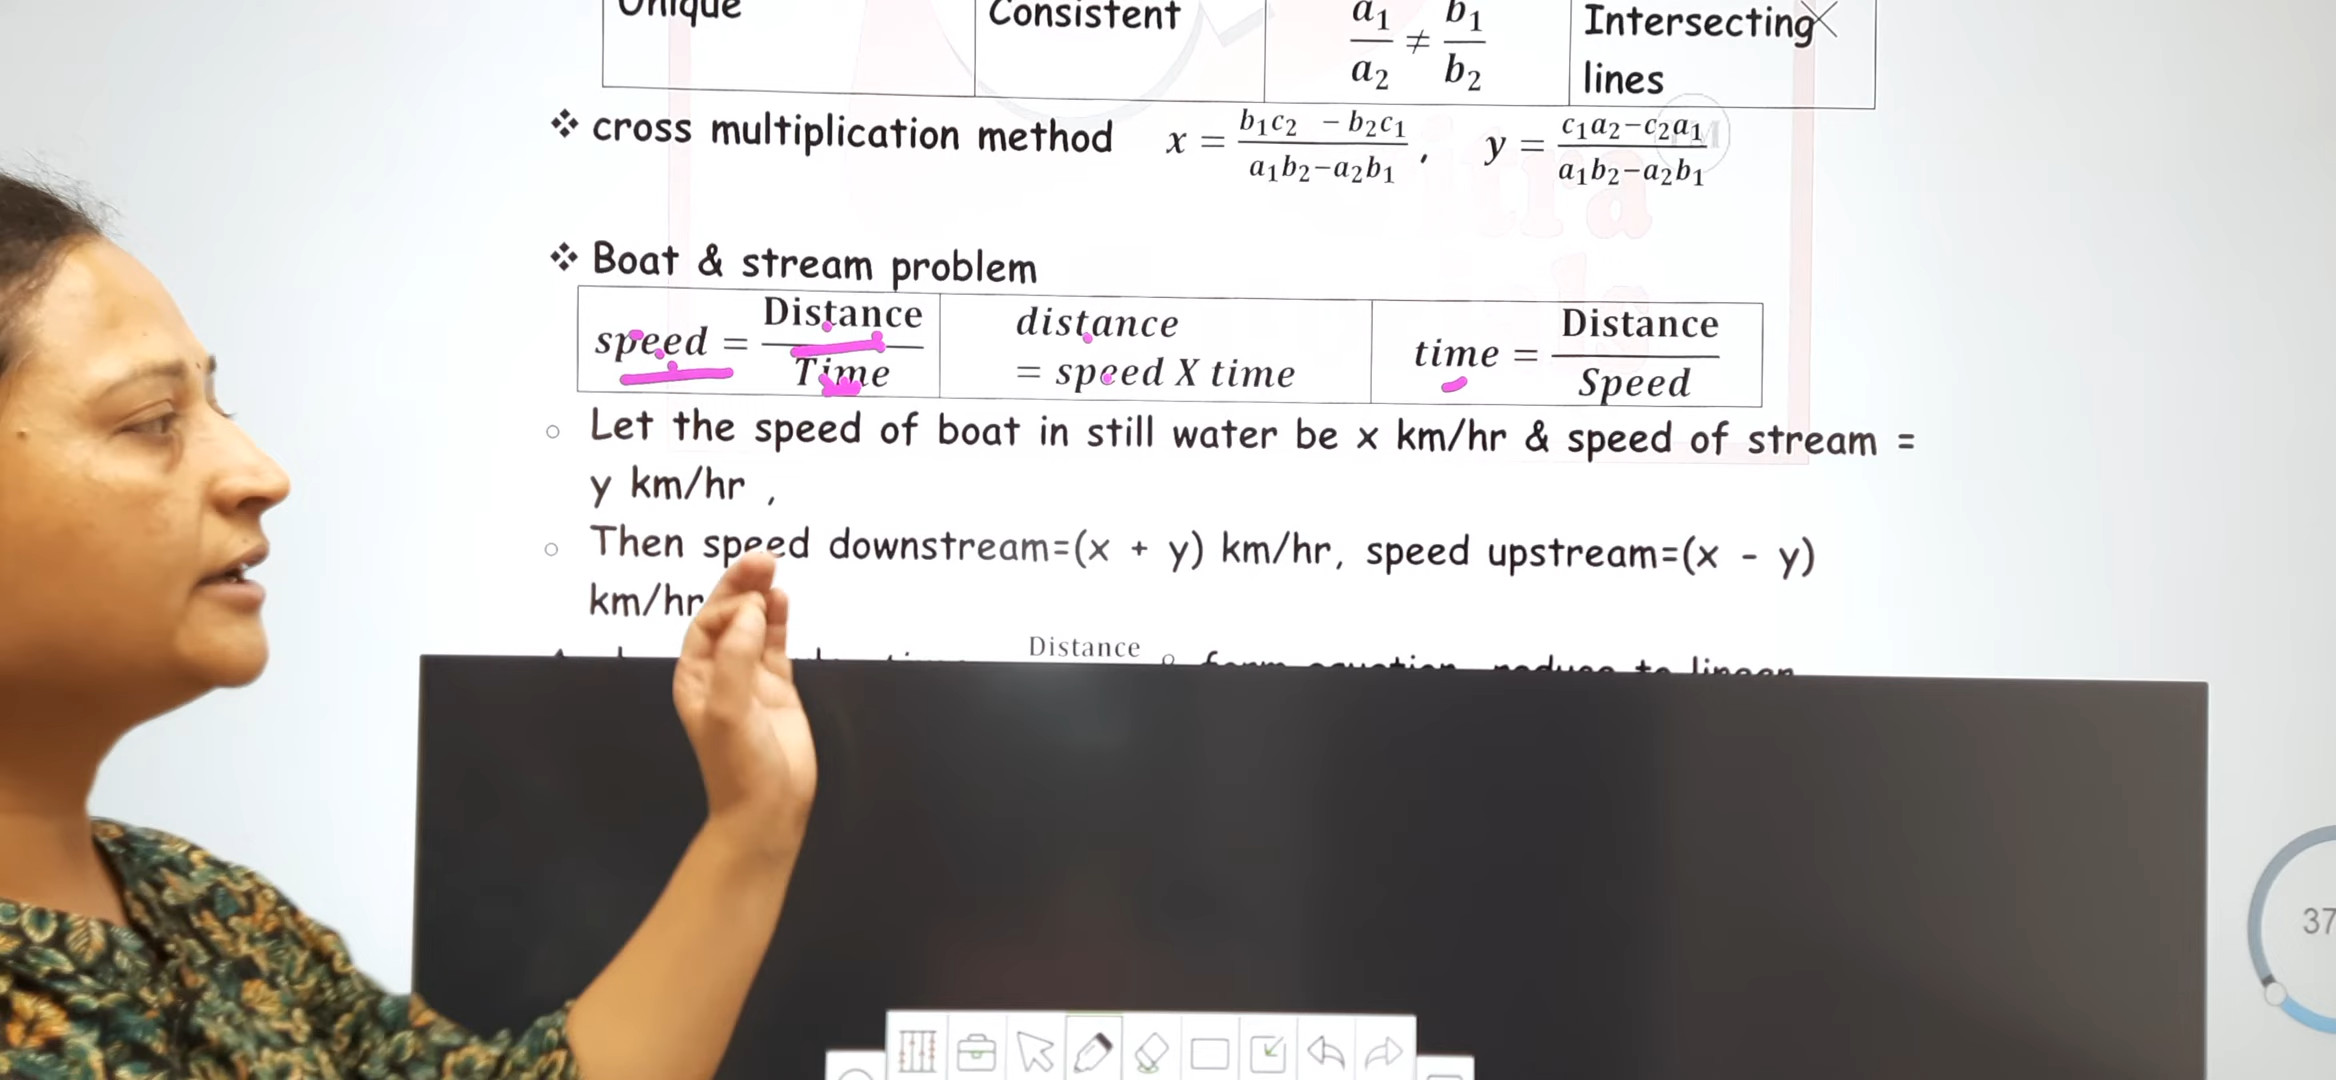 Unique Consistent a₁/a₂ ≠ b₁/b₂ Intersecting
lines
❖ cross multiplication method x = (b₁c₂ − b₂c₁)/(a₁b₂−a₂b₁) , y = (c₁a₂−c₂a₁)/(a₁b₂−a₂b₁)
❖ Boat & stream problem
speed = Distance/Time
distance
= speed X time
time = Distance/Speed
○ Let the speed of boat in still water be x km/hr & speed of stream =
y km/hr ,
○ Then speed downstream=(x + y) km/hr, speed upstream=(x - y)
km/hr
Distance
37